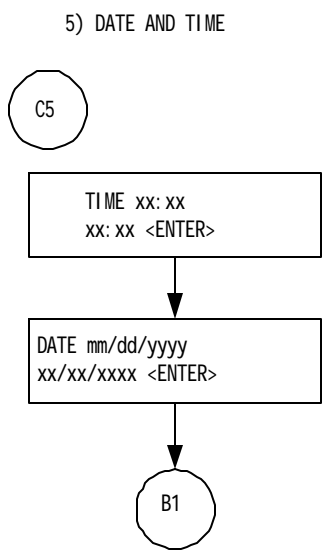 5) DATE AND TIME
C5
TIME xx:xx
xx:xx <ENTER>
DATE mm/dd/yyyy
xx/xx/xxxx <ENTER>
B1